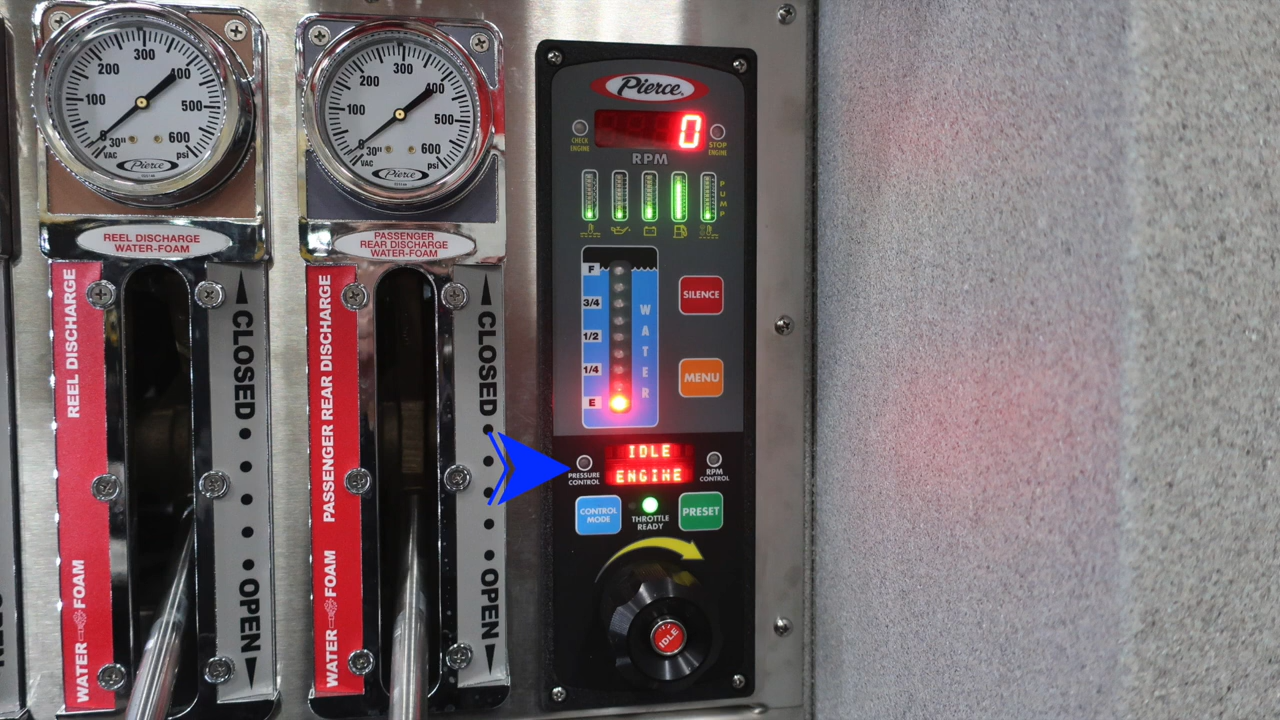 300
200
400
100
500
0
30"
600
VAC
psi
Pierce
REEL DISCHARGE
WATER-FOAM
REEL DISCHARGE
WATER FOAM
CLOSED
OPEN
300
200
400
100
500
0
30"
600
VAC
psi
Pierce
PASSENGER
REAR DISCHARGE
WATER-FOAM
PASSENGER REAR DISCHARGE
WATER FOAM
CLOSED
OPEN
Pierce
0
CHECK
ENGINE
STOP
ENGINE
RPM
PUMP
F
3/4
1/2
1/4
E
WATER
SILENCE
MENU
IDLE
ENGINE
PRESSURE
CONTROL
RPM
CONTROL
CONTROL
MODE
THROTTLE
READY
PRESET
IDLE